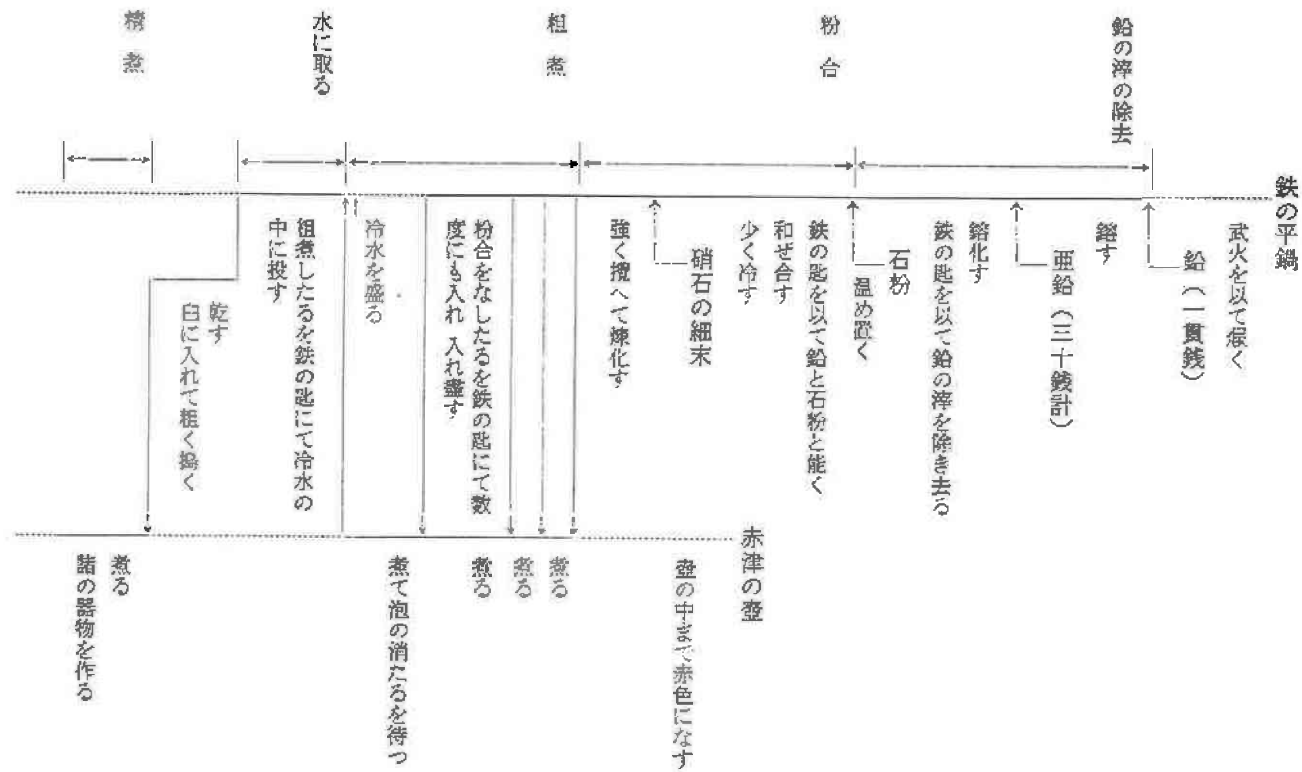 鉛の滓の除去
粉合
粗煮
水に取る
精煮
鉄の平鍋
武火を以て煆く
鉛（一貫銭）
鎔す
亜鉛（三十銭計）
鎔化す
鉄の匙を以て鉛の滓を除き去る
石粉
温め置く
鉄の匙を以て鉛と石粉と能く
和ぜ合す
少く冷す
硝石の細末
強く攪へて煉化す
粉合をなしたるを鉄の匙にて数
度にも入れ 入れ盡す
冷水を盛る
粗煮したるを鉄の匙にて冷水の
中に投す
乾す
臼に入れて粗く搗く
赤津の壺
壺の中まで赤色になす
煮る
煮る
煮る
煮て泡の消たるを待つ
煮る
諸の器物を作る